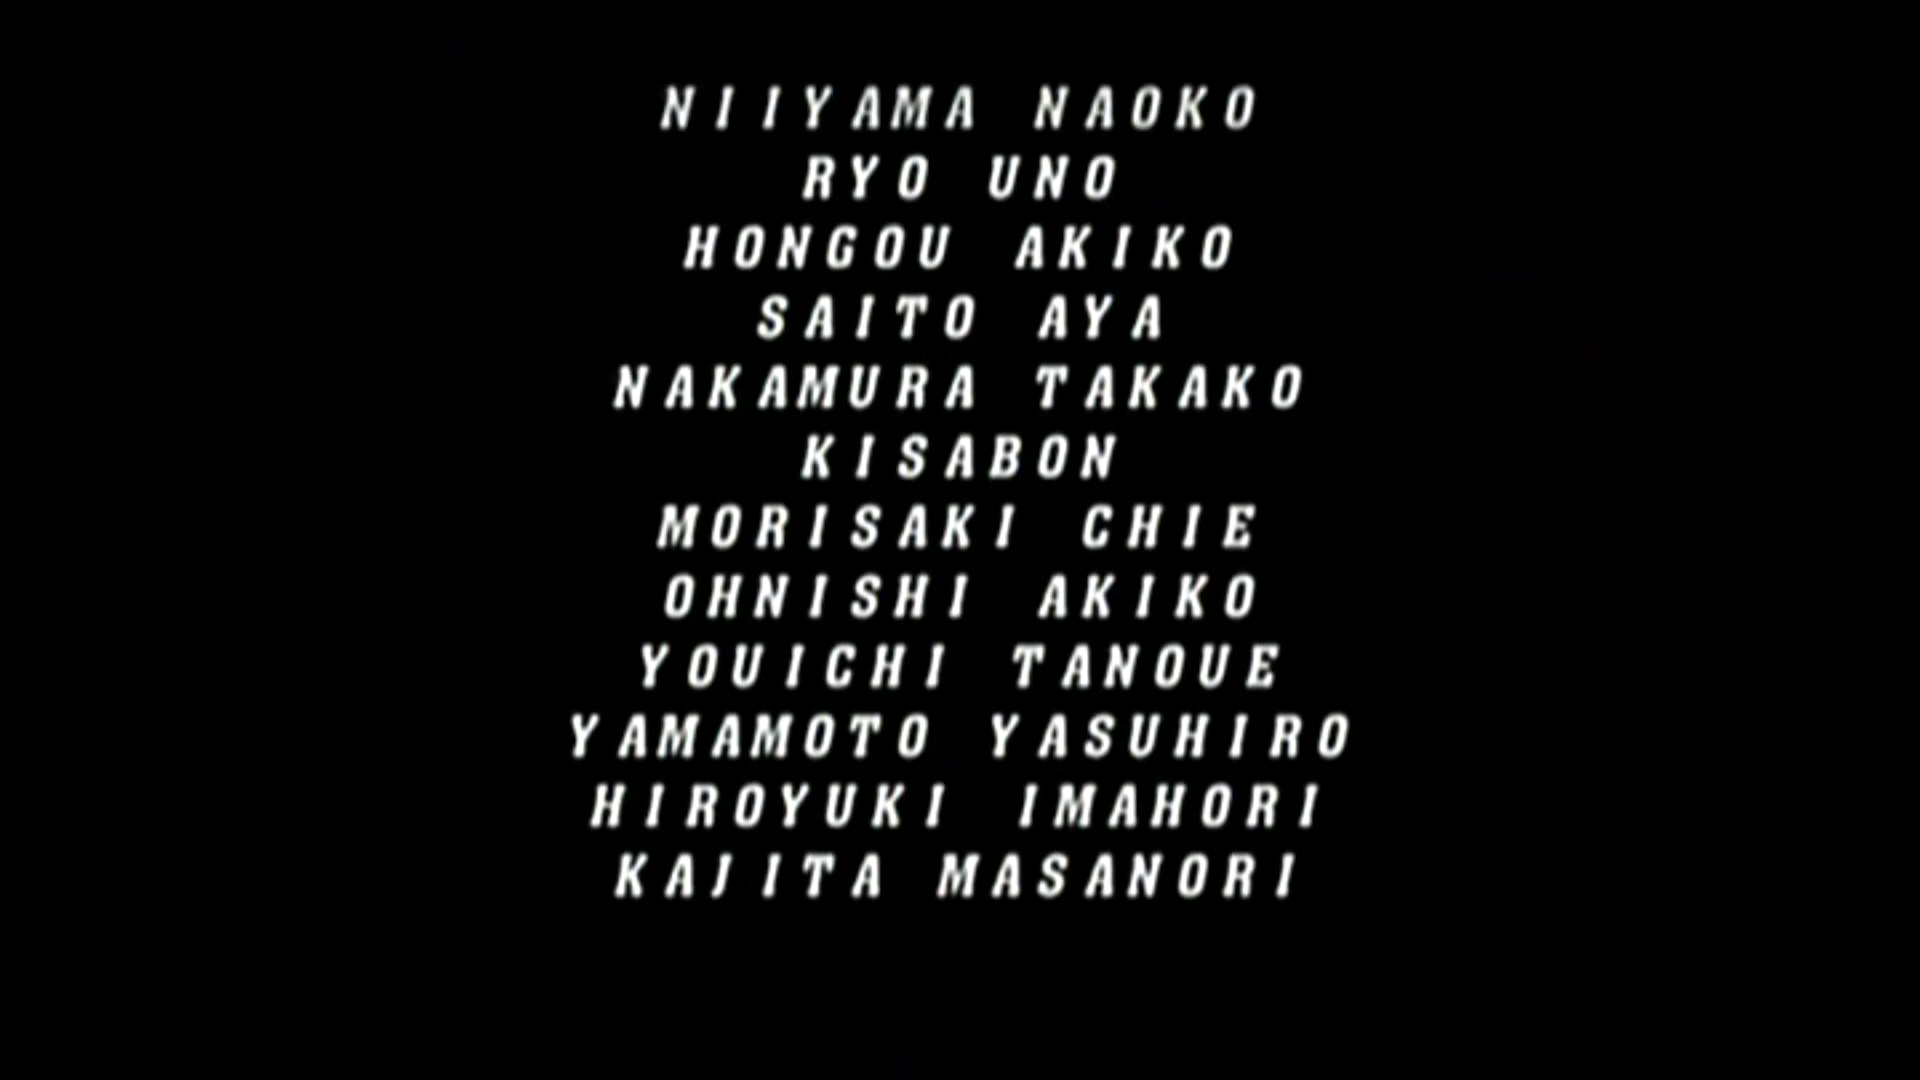 NIIYAMA NAOKO
RYO UNO
HONGOU AKIKO
SAITO AYA
NAKAMURA TAKAKO
KISABON
MORISAKI CHIE
OHNISHI AKIKO
YOUICHI TANOUE
YAMAMOTO YASUHIRO
HIROYUKI IMAHORI
KAJITA MASANORI